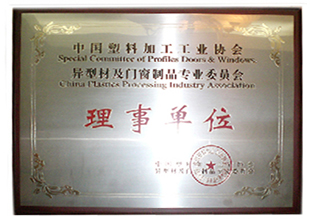 中国塑料加工工业协会
Special Committee of Profiles Doors & Windows
异型材及门窗制品专业委员会
China Plastics Processing Industry Association
理事单位